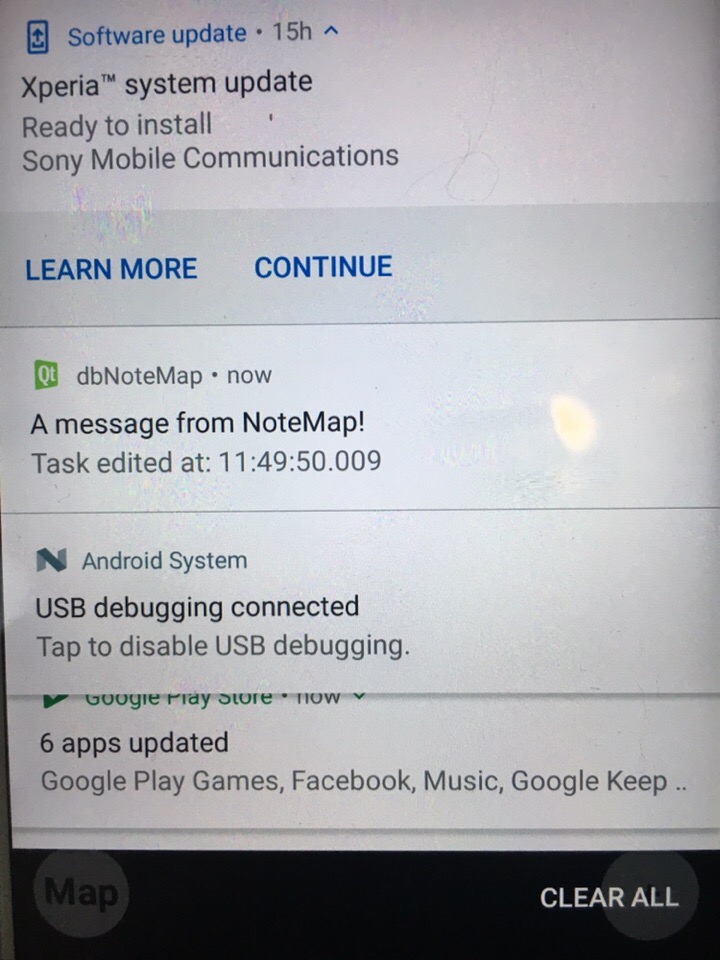 Software update • 15h
Xperia™ system update
Ready to install
Sony Mobile Communications
LEARN MORE CONTINUE
Qt dbNoteMap • now
A message from NoteMap!
Task edited at: 11:49:50.009
Android System
USB debugging connected
Tap to disable USB debugging.
Google Play Store • now
6 apps updated
Google Play Games, Facebook, Music, Google Keep ..
Map CLEAR ALL